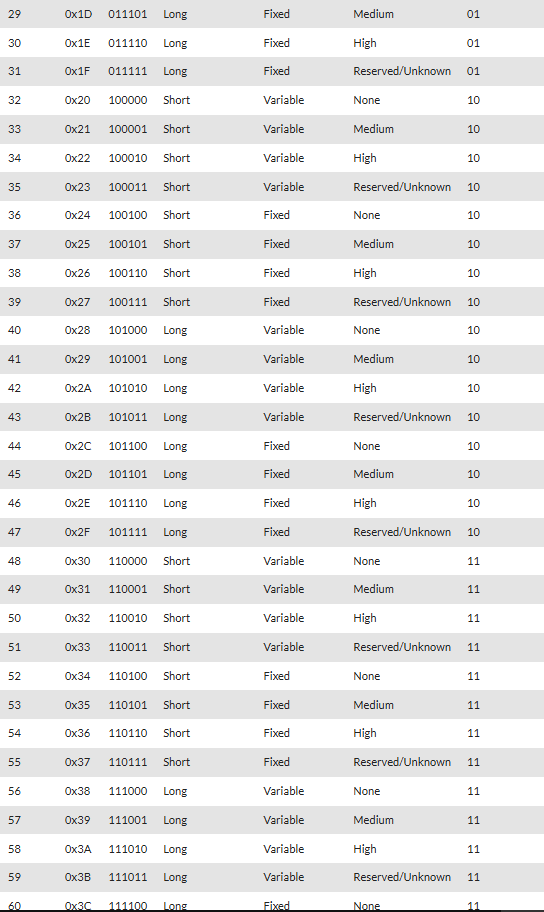 29 0x1D 011101 Long Fixed Medium 01
30 0x1E 011110 Long Fixed High 01
31 0x1F 011111 Long Fixed Reserved/Unknown 01
32 0x20 100000 Short Variable None 10
33 0x21 100001 Short Variable Medium 10
34 0x22 100010 Short Variable High 10
35 0x23 100011 Short Variable Reserved/Unknown 10
36 0x24 100100 Short Fixed None 10
37 0x25 100101 Short Fixed Medium 10
38 0x26 100110 Short Fixed High 10
39 0x27 100111 Short Fixed Reserved/Unknown 10
40 0x28 101000 Long Variable None 10
41 0x29 101001 Long Variable Medium 10
42 0x2A 101010 Long Variable High 10
43 0x2B 101011 Long Variable Reserved/Unknown 10
44 0x2C 101100 Long Fixed None 10
45 0x2D 101101 Long Fixed Medium 10
46 0x2E 101110 Long Fixed High 10
47 0x2F 101111 Long Fixed Reserved/Unknown 10
48 0x30 110000 Short Variable None 11
49 0x31 110001 Short Variable Medium 11
50 0x32 110010 Short Variable High 11
51 0x33 110011 Short Variable Reserved/Unknown 11
52 0x34 110100 Short Fixed None 11
53 0x35 110101 Short Fixed Medium 11
54 0x36 110110 Short Fixed High 11
55 0x37 110111 Short Fixed Reserved/Unknown 11
56 0x38 111000 Long Variable None 11
57 0x39 111001 Long Variable Medium 11
58 0x3A 111010 Long Variable High 11
59 0x3B 111011 Long Variable Reserved/Unknown 11
60 0x3C 111100 Long Fixed None 11